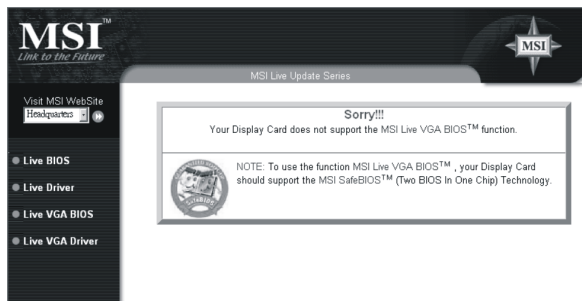 MSI™
Link to the Future
MSI
MSI Live Update Series
Visit MSI WebSite
Headquarters
Live BIOS
Live Driver
Live VGA BIOS
Live VGA Driver
Sorry!!!
Your Display Card does not support the MSI Live VGA BIOS™ function.
NOTE: To use the function MSI Live VGA BIOS™ , your Display Card
should support the MSI SafeBIOS™ (Two BIOS In One Chip) Technology.
SafeBIOS